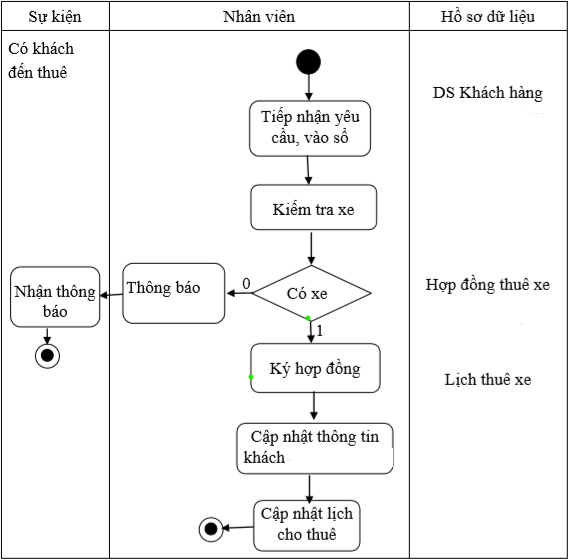 Sự kiện
Nhân viên
Hồ sơ dữ liệu
Có khách
đến thuê
DS Khách hàng
Tiếp nhận yêu
cầu, vào sổ
Kiểm tra xe
Hợp đồng thuê xe
Có xe
0
Thông báo
Nhận thông
báo
1
Ký hợp đồng
Lịch thuê xe
Cập nhật thông tin
khách
Cập nhật lịch
cho thuê